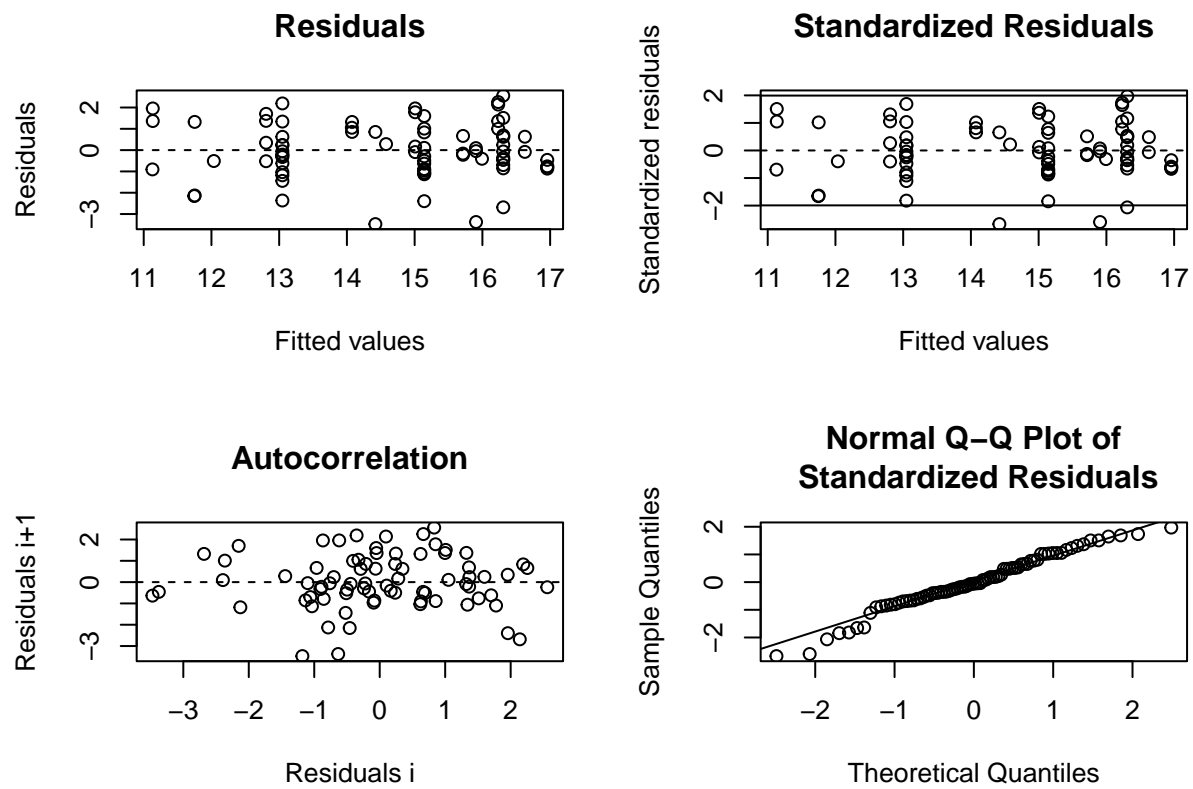 Residuals
Residuals
2
0
−3
11 12 13 14 15 16 17
Fitted values
Standardized Residuals
Standardized residuals
2
0
−2
11 12 13 14 15 16 17
Fitted values
Autocorrelation
Residuals i+1
2
0
−3
−3 −2 −1 0 1 2
Residuals i
Normal Q−Q Plot of
Standardized Residuals
Sample Quantiles
2
0
−2
−2 −1 0 1 2
Theoretical Quantiles